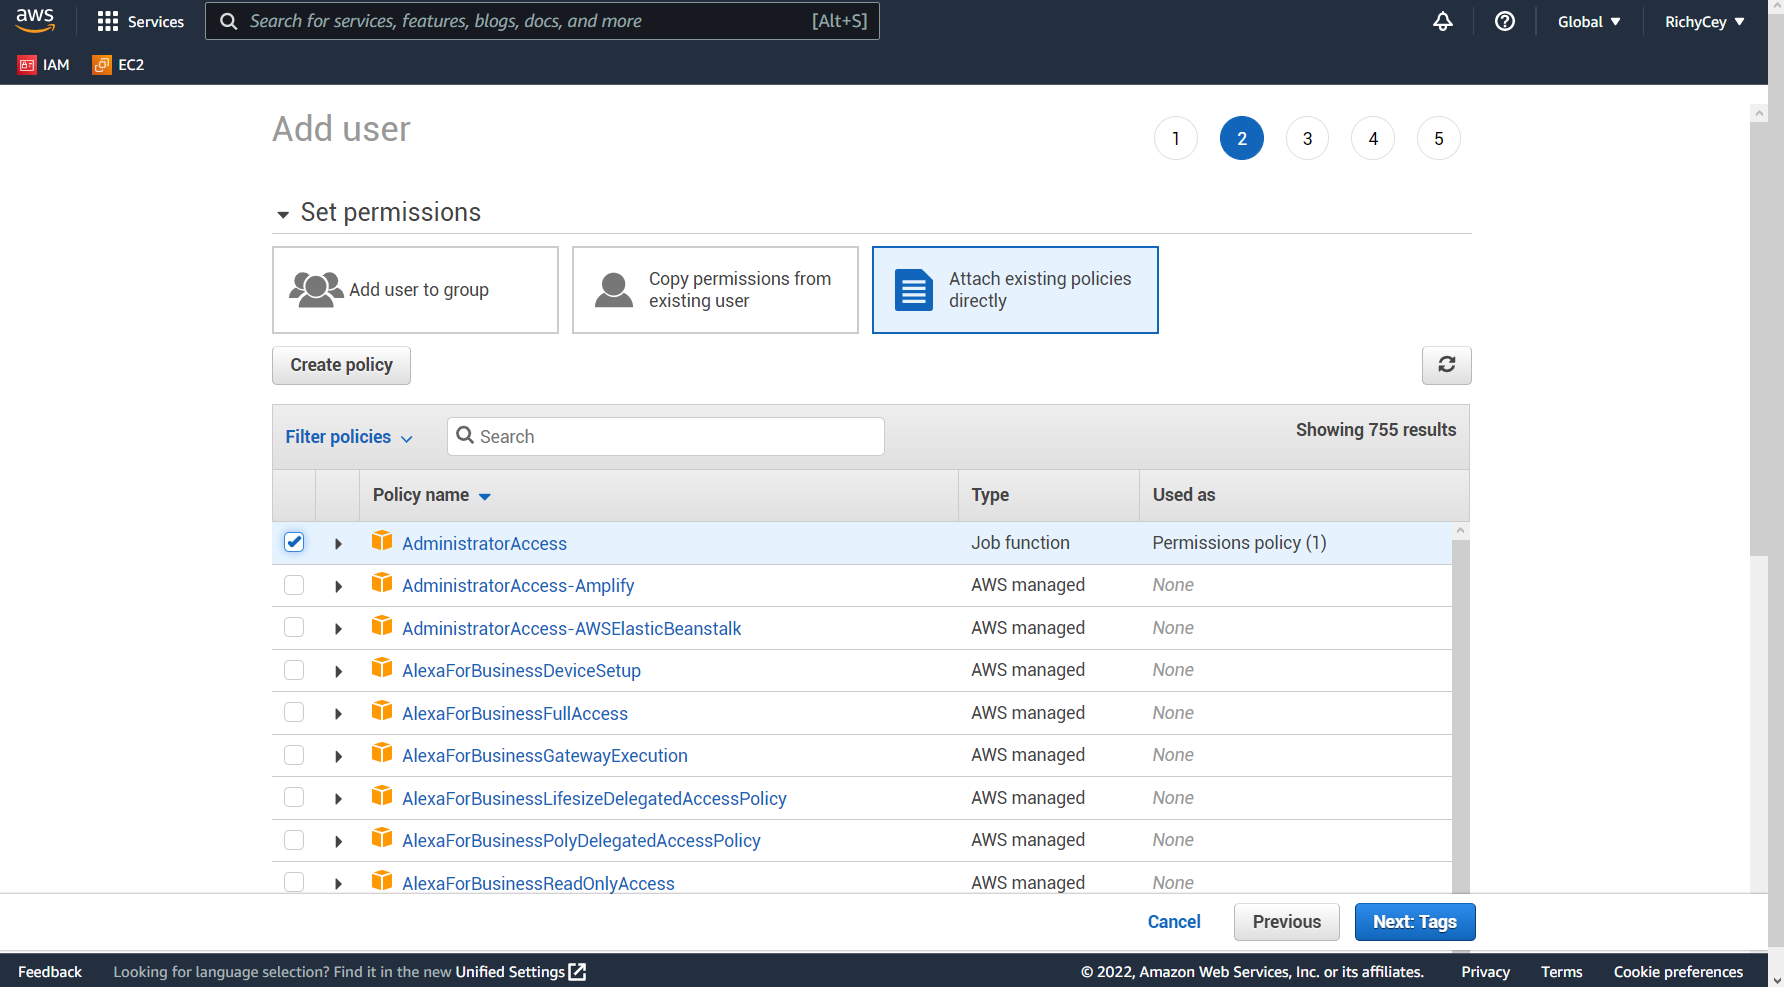 aws
Services
Search for services, features, blogs, docs, and more [Alt+S]
Global ▼
RichyCey ▼
IAM
EC2
Add user
1 2 3 4 5
Set permissions
Add user to group
Copy permissions from
existing user
Attach existing policies
directly
Create policy
Filter policies
Search
Showing 755 results
Policy name Type Used as
AdministratorAccess Job function Permissions policy (1)
AdministratorAccess-Amplify AWS managed None
AdministratorAccess-AWSElasticBeanstalk AWS managed None
AlexaForBusinessDeviceSetup AWS managed None
AlexaForBusinessFullAccess AWS managed None
AlexaForBusinessGatewayExecution AWS managed None
AlexaForBusinessLifesizeDelegatedAccessPolicy AWS managed None
AlexaForBusinessPolyDelegatedAccessPolicy AWS managed None
AlexaForBusinessReadOnlyAccess AWS managed None
Cancel Previous Next: Tags
Feedback Looking for language selection? Find it in the new Unified Settings © 2022, Amazon Web Services, Inc. or its affiliates. Privacy Terms Cookie preferences